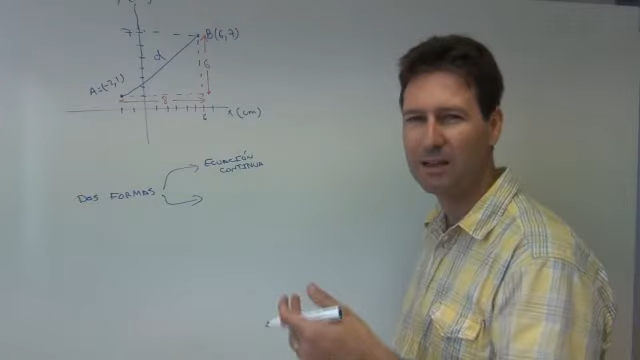 7
B(6,7)
d
6
A=(-2,1)
8
6
x (cm)
DOS FORMAS
ECUACIÓN
CONTINUA